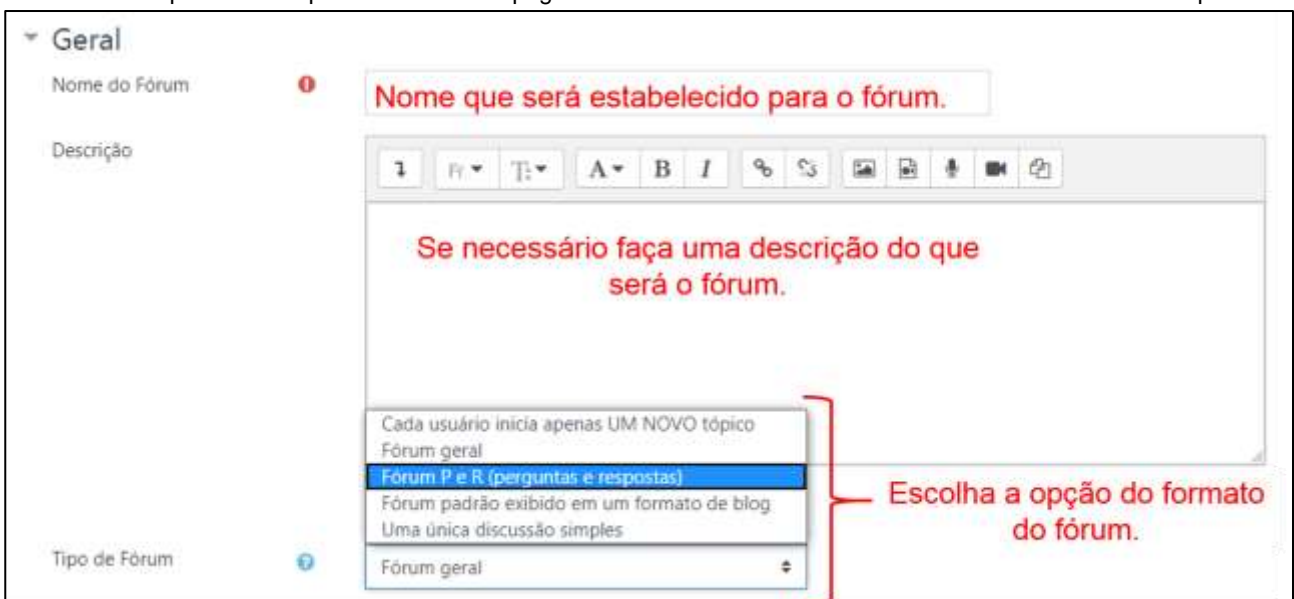 Geral
Nome do Fórum
Nome que será estabelecido para o fórum.
Descrição
A B I
Se necessário faça uma descrição do que
será o fórum.
Cada usuário inicia apenas UM NOVO tópico
Fórum geral
Fórum P e R (perguntas e respostas)
Fórum padrão exibido em um formato de blog
Uma única discussão simples
Escolha a opção do formato
do fórum.
Tipo de Fórum
Fórum geral